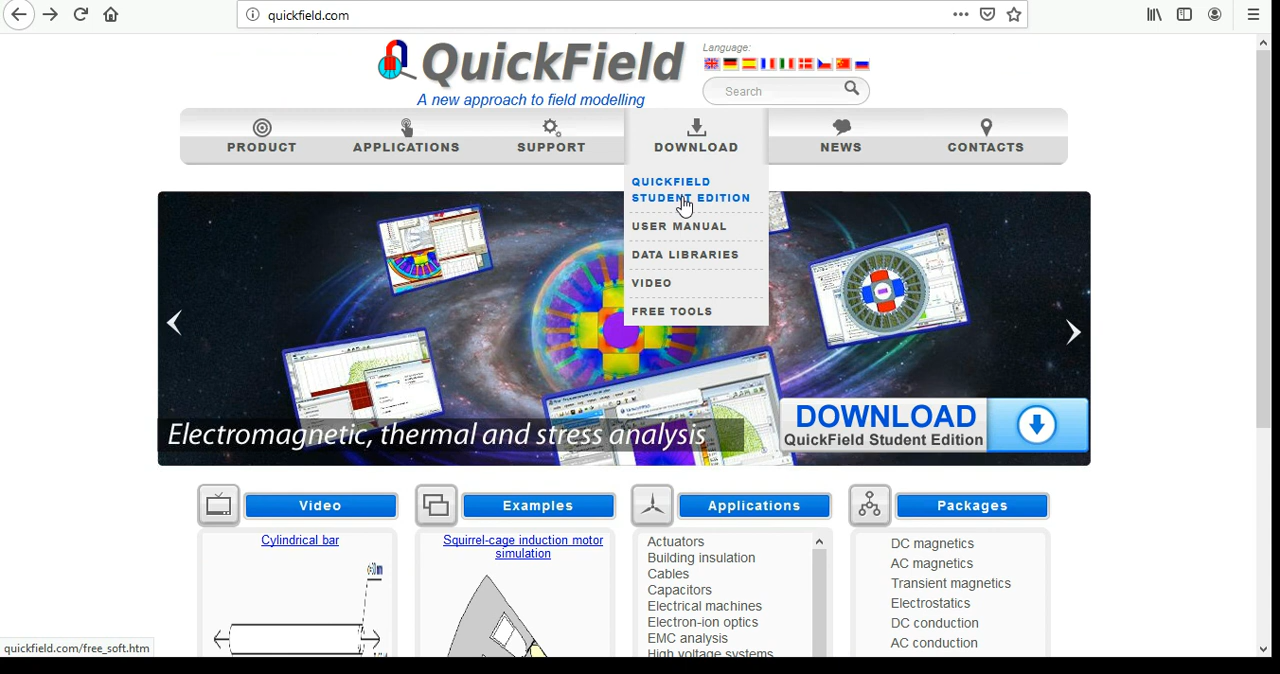 quickfield.com
QuickField
A new approach to field modelling
Language:
Search
PRODUCT
APPLICATIONS
SUPPORT
DOWNLOAD
NEWS
CONTACTS
QUICKFIELD
STUDENT EDITION
USER MANUAL
DATA LIBRARIES
VIDEO
FREE TOOLS
Electromagnetic, thermal and stress analysis
DOWNLOAD
QuickField Student Edition
Video
Examples
Applications
Packages
Cylindrical bar
Squirrel-cage induction motor
simulation
Actuators
Building insulation
Cables
Capacitors
Electrical machines
Electron-ion optics
EMC analysis
High voltage systems
DC magnetics
AC magnetics
Transient magnetics
Electrostatics
DC conduction
AC conduction
quickfield.com/free_soft.htm